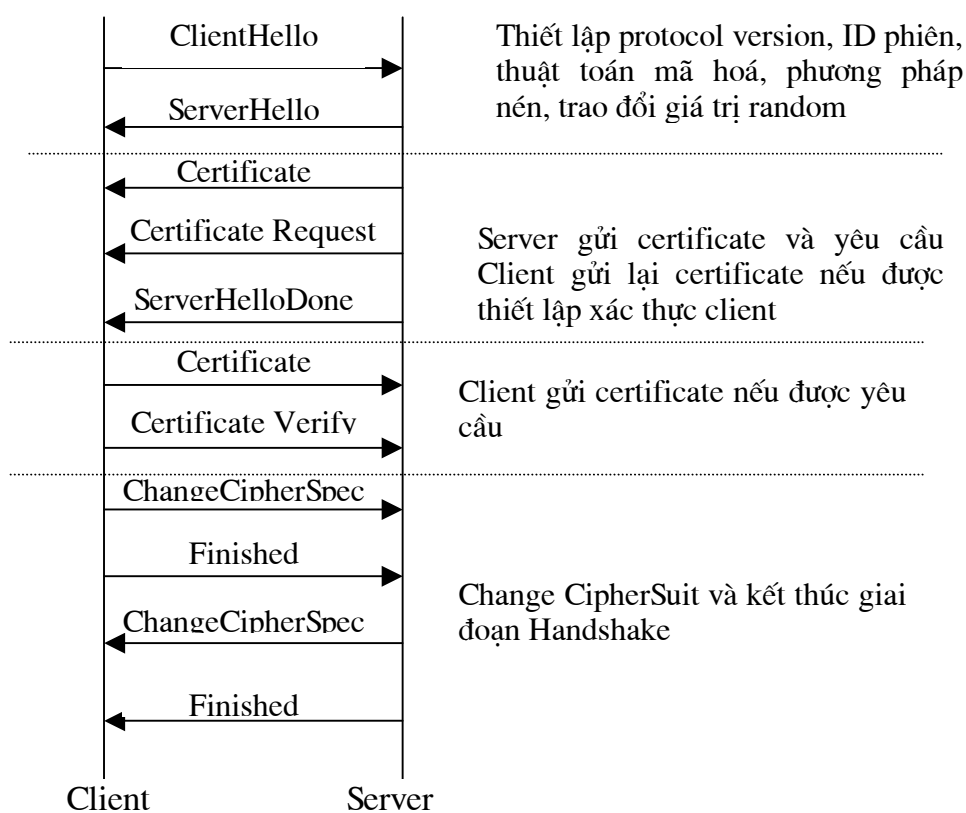 ClientHello
Thiết lập protocol version, ID phiên,
thuật toán mã hoá, phương pháp
nén, trao đổi giá trị random
ServerHello
Certificate
Certificate Request
Server gửi certificate và yêu cầu
Client gửi lại certificate nếu được
thiết lập xác thực client
ServerHelloDone
Certificate
Client gửi certificate nếu được yêu
cầu
Certificate Verify
ChangeCipherSpec
Finished
Change CipherSuit và kết thúc giai
đoạn Handshake
ChangeCipherSpec
Finished
Client
Server